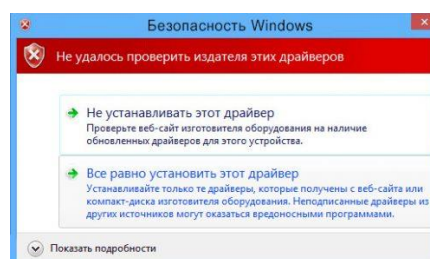 Безопасность Windows
Не удалось проверить издателя этих драйверов
Не устанавливать этот драйвер
Проверьте веб-сайт изготовителя оборудования на наличие
обновленных драйверов для этого устройства.
Все равно установить этот драйвер
Устанавливайте только те драйверы, которые получены с веб-сайта или
компакт-диска изготовителя оборудования. Неподписанные драйверы из
других источников могут оказаться вредоносными программами.
Показать подробности